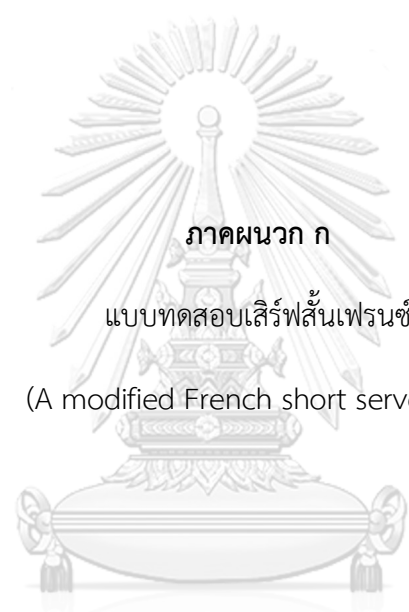 ภาคผนวก ก
แบบทดสอบเสิร์ฟสั้นเฟรนซ์
(A modified French short serve